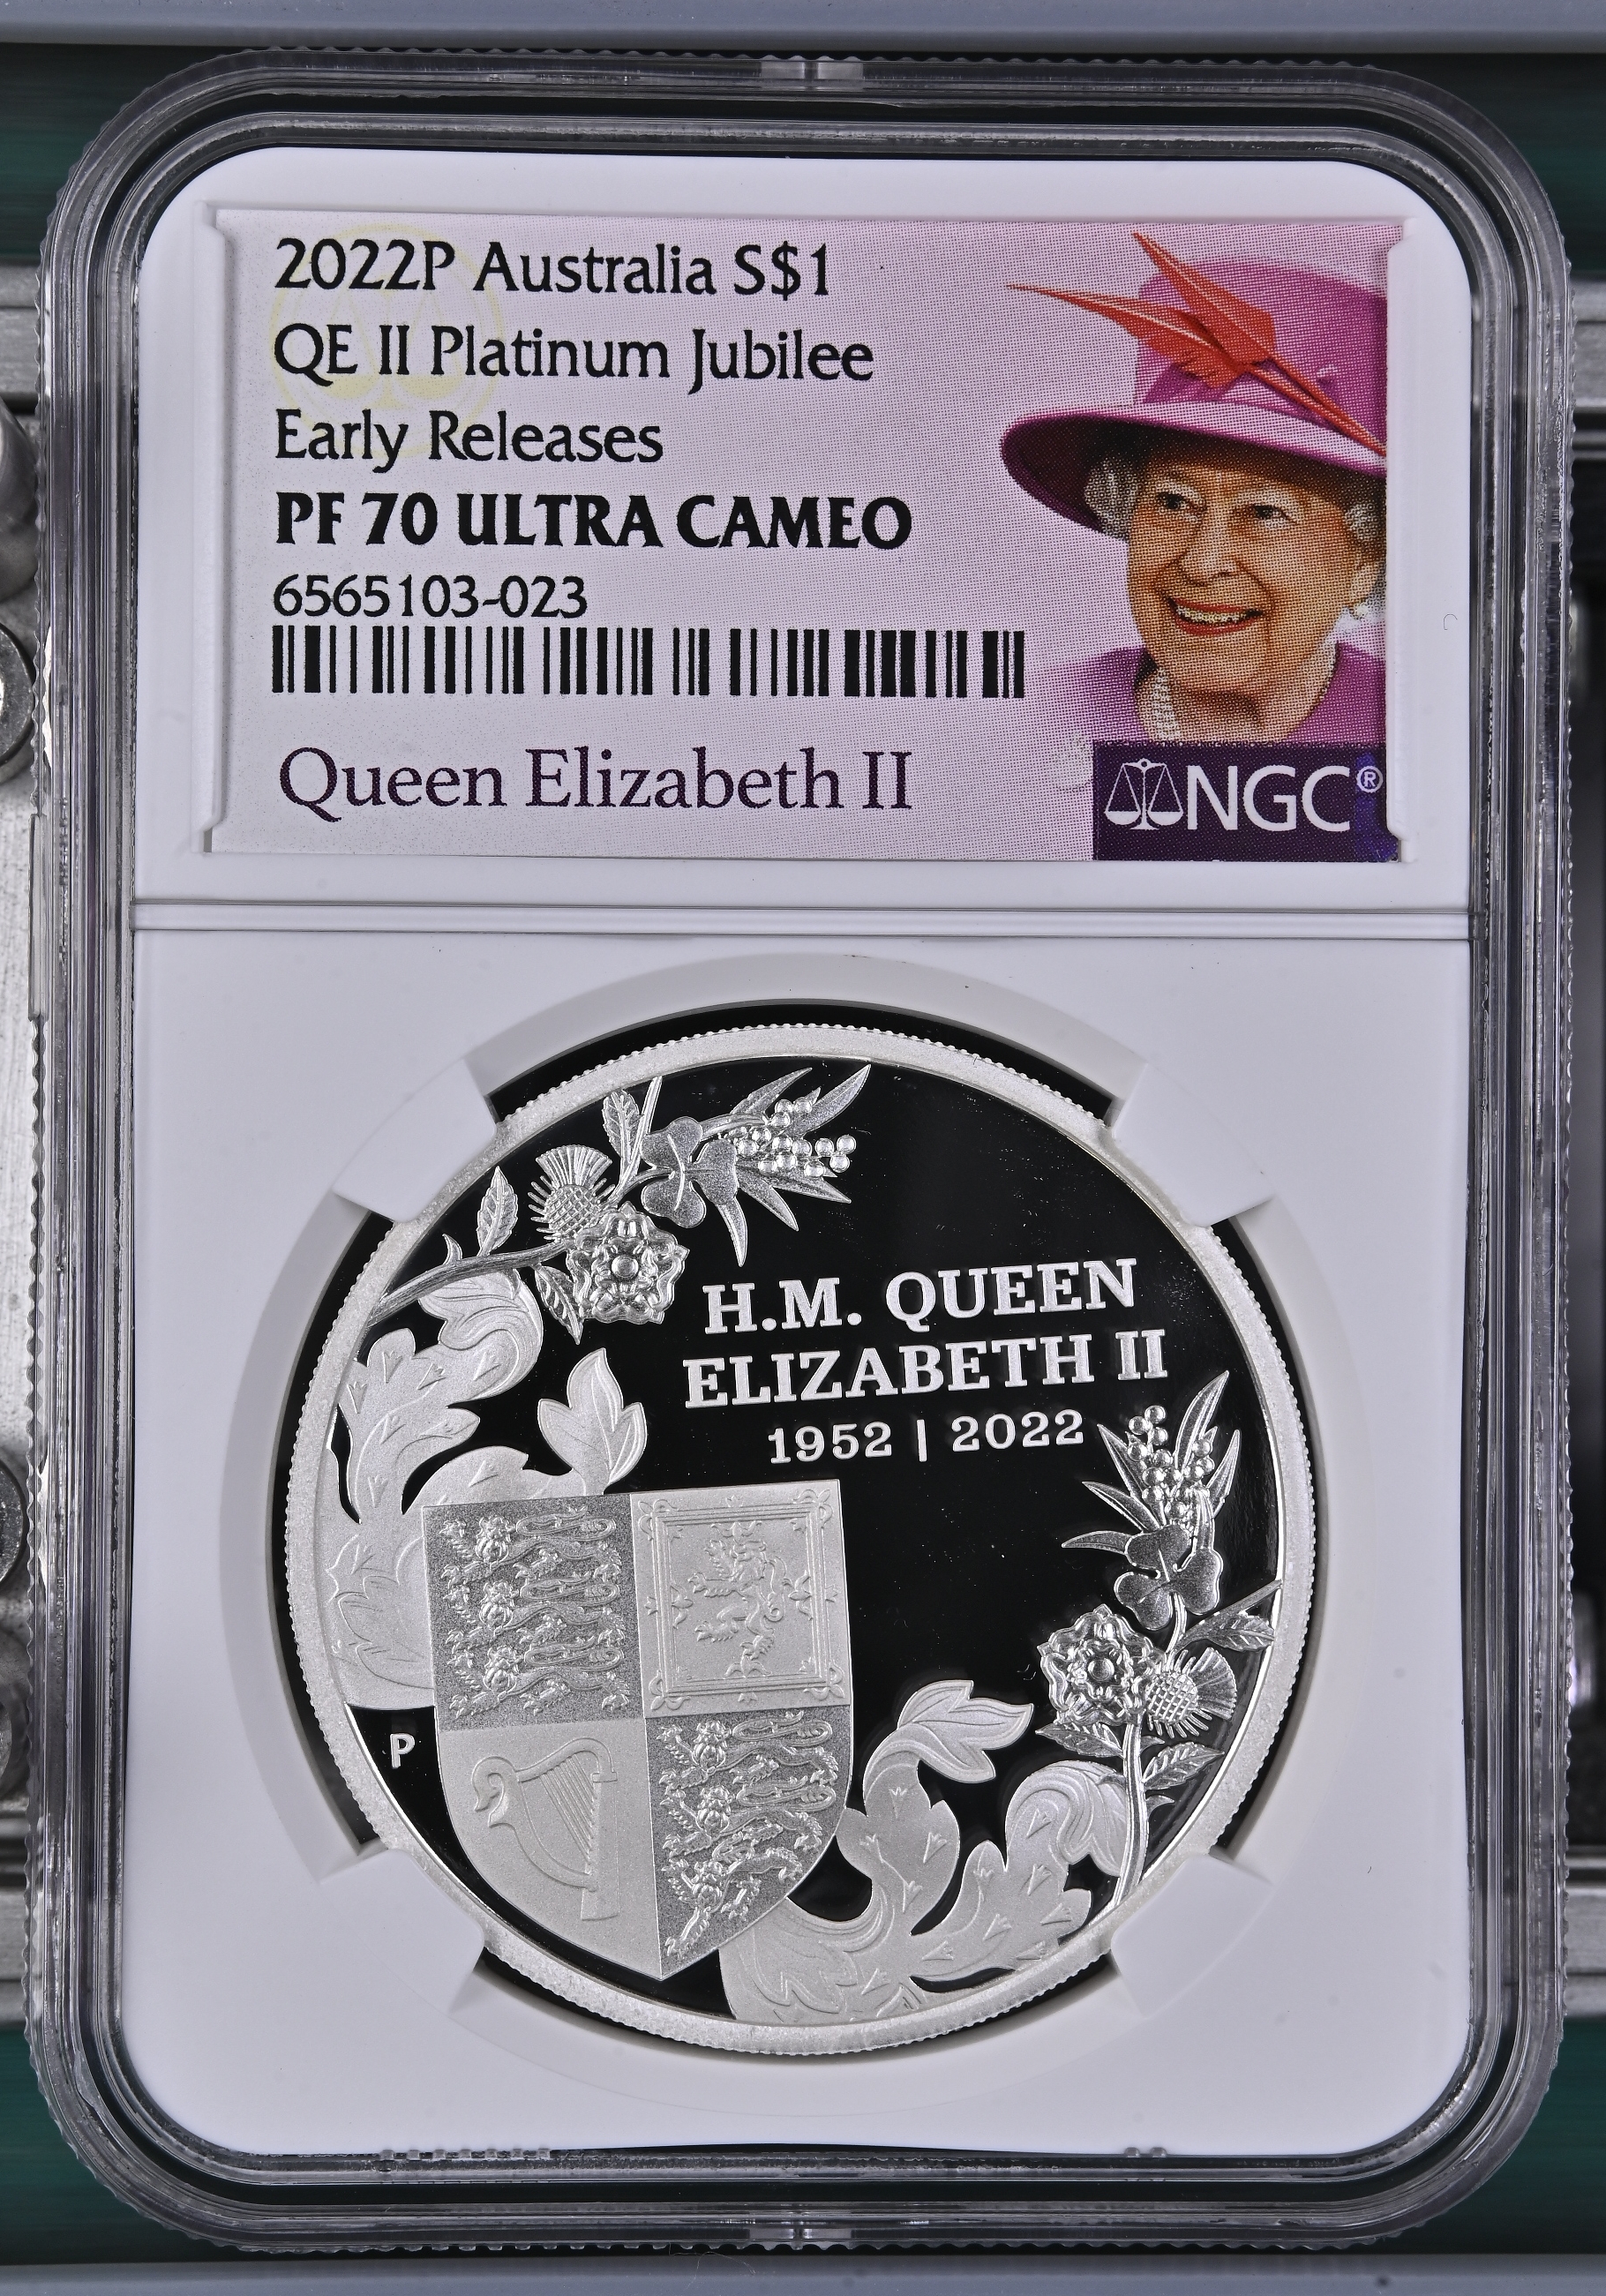 2022P Australia S$1
QE II Platinum Jubilee
Early Releases
PF 70 ULTRA CAMEO
6565103-023
Queen Elizabeth II
NGC®
H.M. QUEEN
ELIZABETH II
1952 | 2022
P